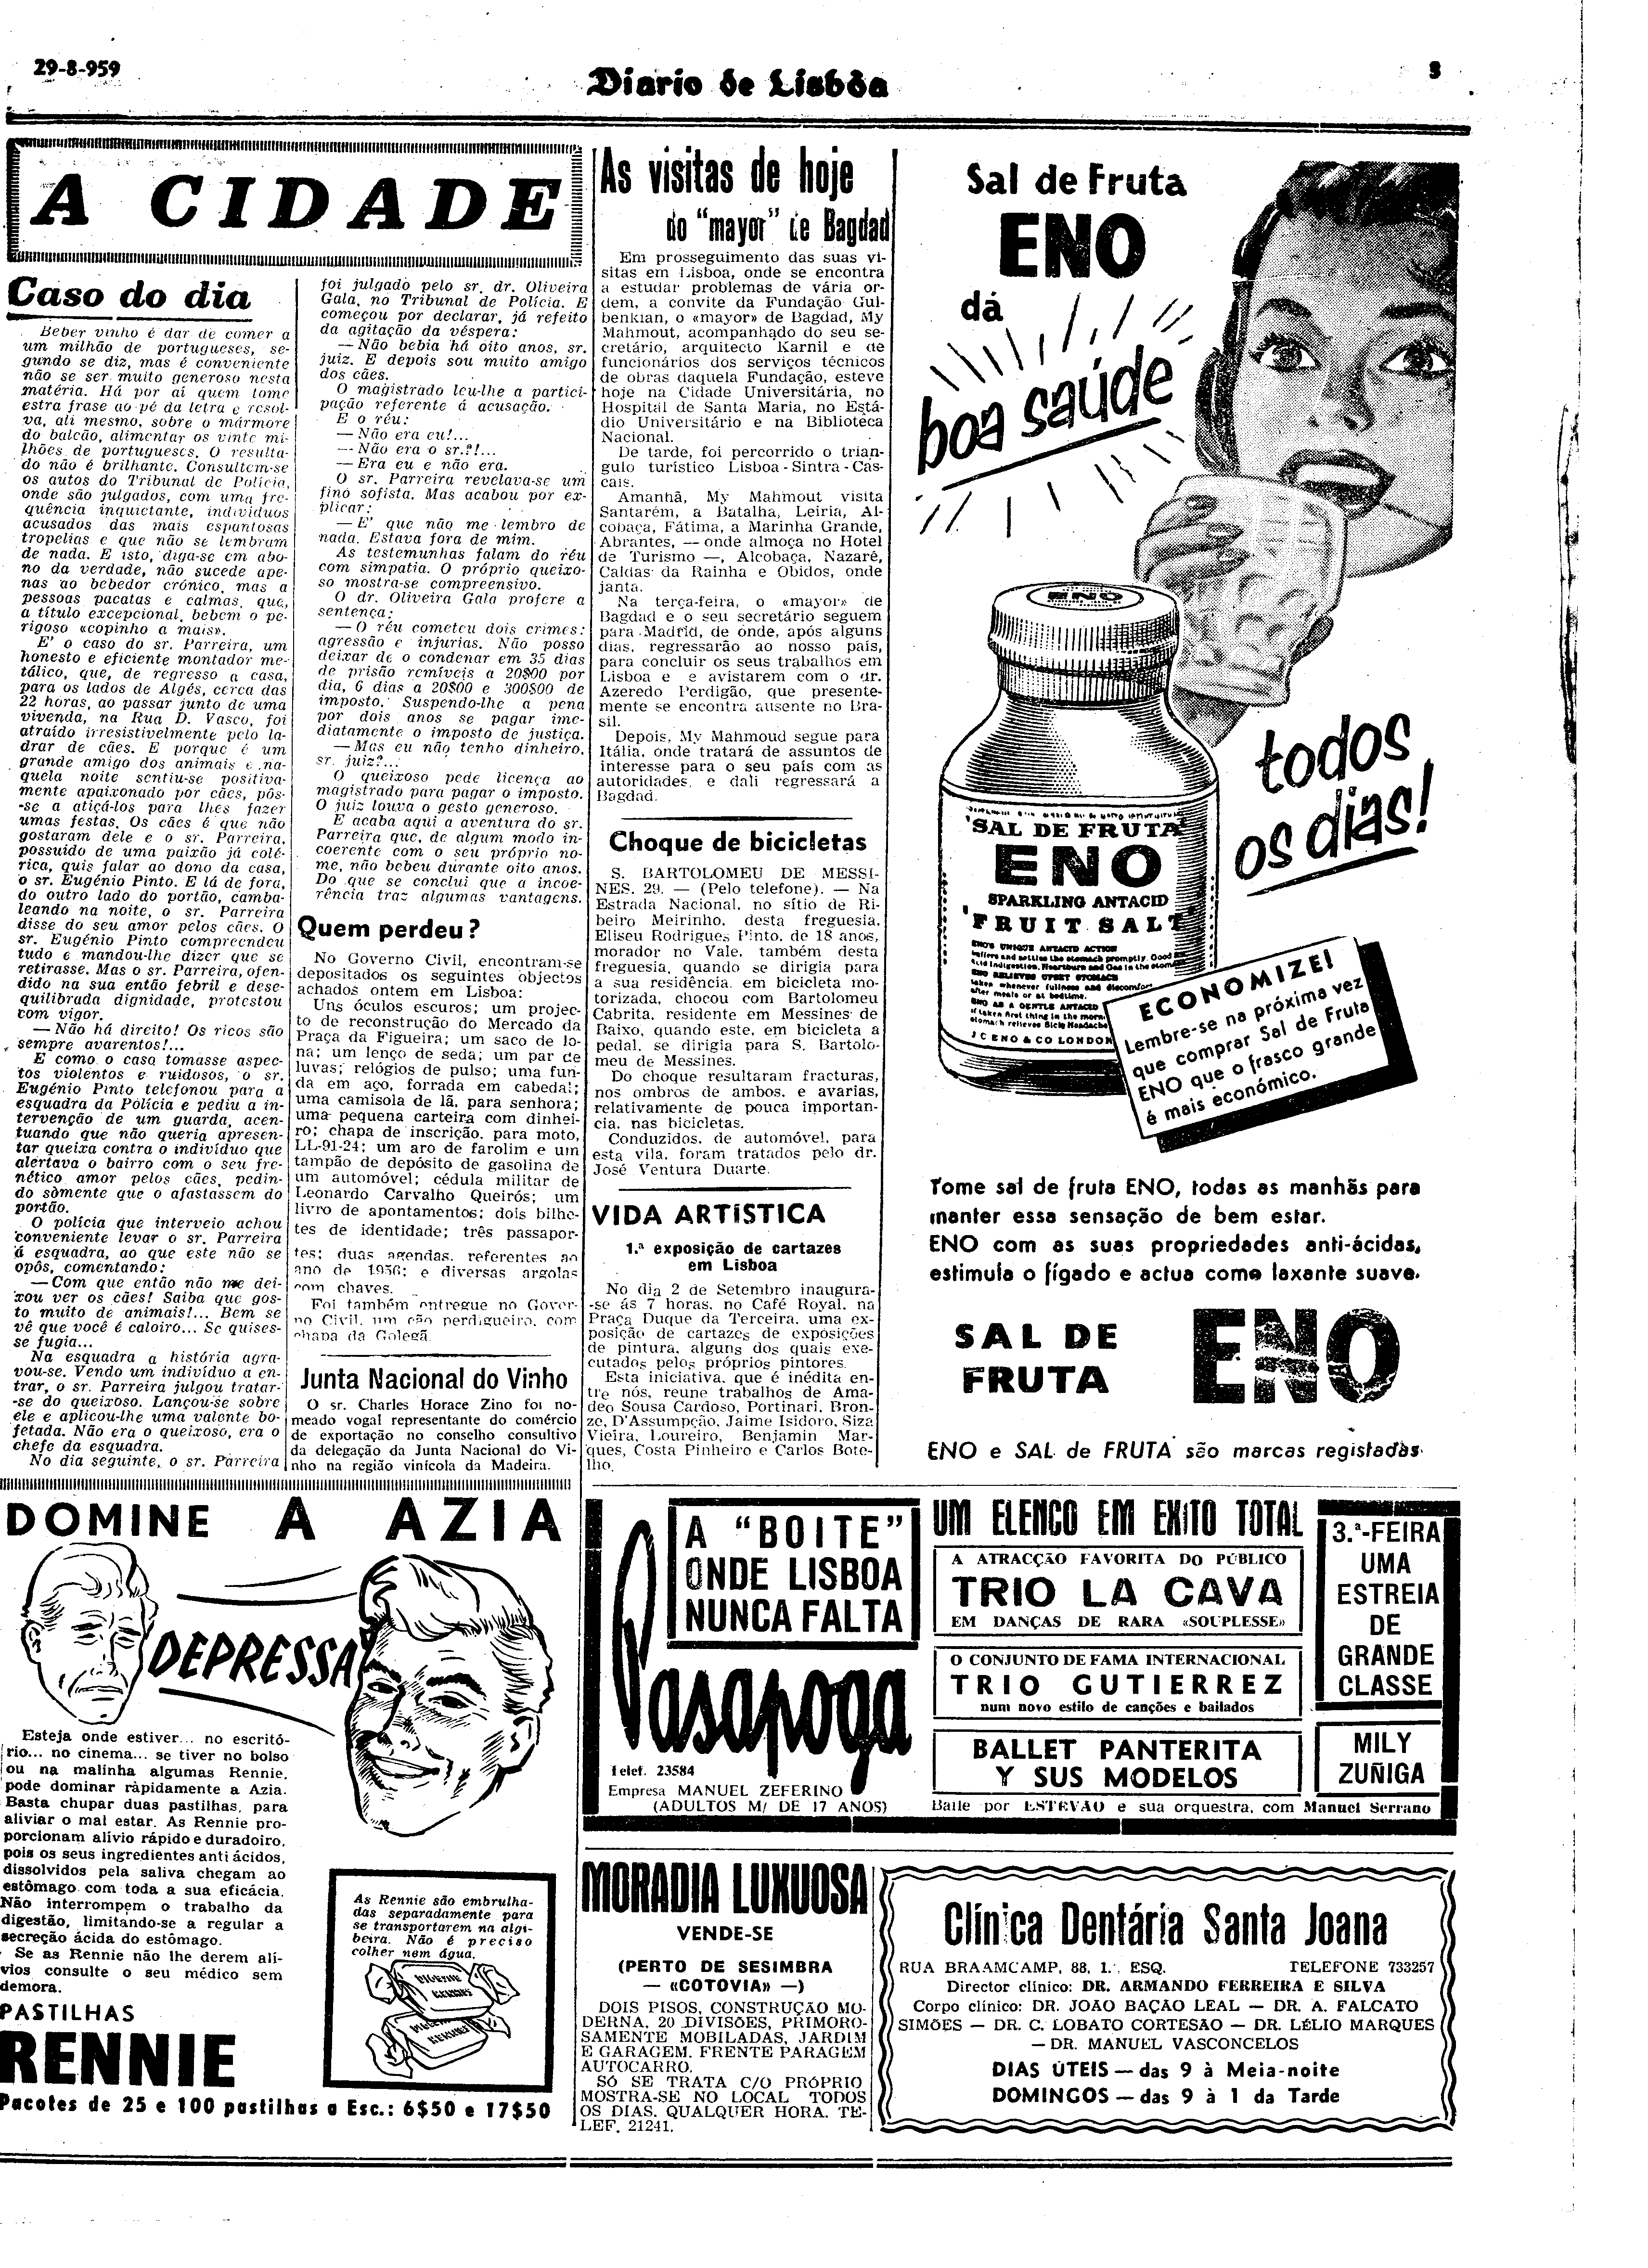 29-8-959
Diario de Lisbôa
3
A CIDADE
Caso do dia
Beber vinho é dar de comer a
um milhão de portugueses, se-
gundo se diz, mas é conveniente
não se ser muito generoso nesta
matéria. Há por aí quem tome
estra frase ao pé da letra e resol-
va, ali mesmo, sobre o mármore
do balcão, alimentar os vinte mi-
lhões de portugueses. O resulta-
do não é brilhante. Consultem-se
os autos do Tribunal de Polícia,
onde são julgados, com uma fre-
quência inquietante, indivíduos
acusados das mais espantosas
tropelias e que não se lembram
de nada. E isto, diga-se em abo-
no da verdade, não sucede ape-
nas ao bebedor crónico, mas a
pessoas pacatas e calmas, que,
a título excepcional, bebem o pe-
rigoso «copinho a mais».
E' o caso do sr. Parreira, um
honesto e eficiente montador me-
tálico, que, de regresso a casa,
para os lados de Algés, cerca das
22 horas, ao passar junto de uma
vivenda, na Rua D. Vasco, foi
atraído irresistivelmente pelo la-
drar de cães. E porque é um
grande amigo dos animais e na-
quela noite sentiu-se positiva-
mente apaixonado por cães, pôs-
-se a atiçá-los para lhes fazer
umas festas. Os cães é que não
gostaram dele e o sr. Parreira,
possuido de uma paixão já colé-
rica, quis falar ao dono da casa,
o sr. Eugénio Pinto. E lá de fora,
do outro lado do portão, camba-
leando na noite, o sr. Parreira
disse do seu amor pelos cães. O
sr. Eugénio Pinto compreendeu
tudo e mandou-lhe dizer que se
retirasse. Mas o sr. Parreira, ofen-
dido na sua então febril e dese-
quilibrada dignidade, protestou
com vigor.
—Não há direito! Os ricos são
sempre avarentos!...
E como o caso tomasse aspec-
tos violentos e ruidosos, o sr.
Eugénio Pinto telefonou para a
esquadra da Polícia e pediu a in-
tervenção de um guarda, acen-
tuando que não queria apresen-
tar queixa contra o indivíduo que
alertava o bairro com o seu fre-
nético amor pelos cães, pedin-
do sòmente que o afastassem do
portão.
O polícia que interveio achou
conveniente levar o sr. Parreira
á esquadra, ao que este não se
opôs, comentando:
—Com que então não me dei-
xou ver os cães! Saiba que gos-
to muito de animais!... Bem se
vê que você é caloiro... Se quises-
se fugia...
Na esquadra a história agra-
vou-se. Vendo um indivíduo a en-
trar, o sr. Parreira julgou tratar-
-se do queixoso. Lançou-se sobre
ele e aplicou-lhe uma valente bo-
fetada. Não era o queixoso, era o
chefe da esquadra.
No dia seguinte, o sr. Parreira
foi julgado pelo sr. dr. Oliveira
Gala, no Tribunal de Polícia. E
começou por declarar, já refeito
da agitação da véspera:
—Não bebia há oito anos, sr.
juiz. E depois sou muito amigo
dos cães.
O magistrado leu-lhe a partici-
pação referente á acusação.
E o réu:
—Não era eu!...
—Não era o sr.?!...
—Era eu e não era.
O sr. Parreira revelava-se um
fino sofista. Mas acabou por ex-
plicar:
—E' que não me lembro de
nada. Estava fora de mim.
As testemunhas falam do réu
com simpatia. O próprio queixo-
so mostra-se compreensivo.
O dr. Oliveira Gala profere a
sentença:
—O réu cometeu dois crimes:
agressão e injurias. Não posso
deixar de o condenar em 35 dias
de prisão remíveis a 20$00 por
dia, 6 dias a 20$00 e 300$00 de
imposto. Suspendo-lhe a pena
por dois anos se pagar ime-
diatamente o imposto de justiça.
—Mas eu não tenho dinheiro,
sr. juiz?...
O queixoso pede licença ao
magistrado para pagar o imposto.
O juiz louva o gesto generoso.
E acaba aqui a aventura do sr.
Parreira que, de algum modo in-
coerente com o seu próprio no-
me, não bebeu durante oito anos.
Do que se conclui que a incoe-
rência traz algumas vantagens.
Quem perdeu?
No Governo Civil, encontram-se
depositados os seguintes objectos
achados ontem em Lisboa:
Uns óculos escuros; um projec-
to de reconstrução do Mercado da
Praça da Figueira; um saco de lo-
na; um lenço de seda; um par de
luvas; relógios de pulso; uma fun-
da em aço, forrada em cabedal;
uma camisola de lã, para senhora;
uma pequena carteira com dinhei-
ro; chapa de inscrição, para moto,
LL-91-24; um aro de farolim e um
tampão de depósito de gasolina de
um automóvel; cédula militar de
Leonardo Carvalho Queirós; um
livro de apontamentos; dois bilhe-
tes de identidade; três passapor-
tes; duas agendas, referentes ao
ano de 1956; e diversas argolas
com chaves.
Foi também entregue no Gover-
no Civil, um cão perdigueiro, com
chapa da Golegã.
Junta Nacional do Vinho
O sr. Charles Horace Zino foi no-
meado vogal representante do comércio
de exportação no conselho consultivo
da delegação da Junta Nacional do Vi-
nho na região vinícola da Madeira.
As visitas de hoje
do "mayor" de Bagdad
Em prosseguimento das suas vi-
sitas em Lisboa, onde se encontra
a estudar problemas de vária or-
dem, a convite da Fundação Gul-
benkian, o «mayor» de Bagdad, My
Mahmout, acompanhado do seu se-
cretário, arquitecto Karnil e de
funcionários dos serviços técnicos
de obras daquela Fundação, esteve
hoje na Cidade Universitária, no
Hospital de Santa Maria, no Está-
dio Universitário e na Biblioteca
Nacional.
De tarde, foi percorrido o trian-
gulo turístico Lisboa-Sintra-Cas-
cais.
Amanhã, My Mahmout visita
Santarém, a Batalha, Leiria, Al-
cobaça, Fátima, a Marinha Grande,
Abrantes, — onde almoça no Hotel
de Turismo —, Alcobaça, Nazaré,
Caldas da Rainha e Obidos, onde
janta.
Na terça-feira, o «mayor» de
Bagdad e o seu secretário seguem
para Madrid, de onde, após alguns
dias, regressarão ao nosso país,
para concluir os seus trabalhos em
Lisboa e e avistarem com o dr.
Azeredo Perdigão, que presente-
mente se encontra ausente no Bra-
sil.
Depois, My Mahmoud segue para
Itália, onde tratará de assuntos de
interesse para o seu país com as
autoridades, e dali regressará a
Bagdad.
Choque de bicicletas
S. BARTOLOMEU DE MESSI-
NES, 29. — (Pelo telefone). — Na
Estrada Nacional, no sítio de Ri-
beiro Meirinho, desta freguesia,
Eliseu Rodrigues Pinto, de 18 anos,
morador no Vale, também desta
freguesia, quando se dirigia para
a sua residência, em bicicleta mo-
torizada, chocou com Bartolomeu
Cabrita, residente em Messines de
Baixo, quando este, em bicicleta a
pedal, se dirigia para S. Bartolo-
meu de Messines.
Do choque resultaram fracturas,
nos ombros de ambos, e avarias,
relativamente de pouca importan-
cia, nas bicicletas.
Conduzidos, de automóvel, para
esta vila, foram tratados pelo dr.
José Ventura Duarte.
VIDA ARTíSTICA
1.ª exposição de cartazes
em Lisboa
No dia 2 de Setembro inaugura-
-se ás 7 horas, no Café Royal, na
Praça Duque da Terceira, uma ex-
posição de cartazes de exposições
de pintura, alguns dos quais exe-
cutados pelos próprios pintores.
Esta iniciativa, que é inédita en-
tre nós, reune trabalhos de Ama-
deo Sousa Cardoso, Portinari, Bron-
ze, D'Assumpção, Jaime Isidoro, Siza
Vieira, Loureiro, Benjamin Mar-
ques, Costa Pinheiro e Carlos Bote-
lho.
Sal de Fruta
ENO
dá
boa saúde
todos
os dias!
ENO
'SAL DE FRUTA'
ENO
SPARKLING ANTACID
'FRUIT SALT'
ENO'S UNIQUE ANTACID ACTION
buffers and settles the stomach promptly. Good
Acid Indigestion, Heartburn and Gas in the stom
ENO RELIEVES UPSET STOMACH
taken whenever fullness and discomfort
after meals or at bedtime.
ENO AS A GENTLE ANTACID
if taken first thing in the morn
stomach relieves Headache
J C ENO & CO LONDON
ECONOMIZE!
Lembre-se na próxima vez
que comprar Sal de Fruta
ENO que o frasco grande
é mais económico.
Tome sal de fruta ENO, todas as manhãs para
manter essa sensação de bem estar.
ENO com as suas propriedades anti-ácidas,
estimula o fígado e actua como laxante suave.
SAL DE
FRUTA
ENO
ENO e SAL de FRUTA são marcas registadas
DOMINE A AZIA
DEPRESSA
Esteja onde estiver... no escritó-
rio... no cinema... se tiver no bolso
ou na malinha algumas Rennie,
pode dominar ràpidamente a Azia.
Basta chupar duas pastilhas, para
aliviar o mal estar. As Rennie pro-
porcionam alívio rápido e duradoiro,
pois os seus ingredientes anti ácidos,
dissolvidos pela saliva chegam ao
estômago com toda a sua eficácia.
Não interrompem o trabalho da
digestão, limitando-se a regular a
secreção ácida do estômago.
Se as Rennie não lhe derem alí-
vios consulte o seu médico sem
demora.
PASTILHAS
RENNIE
As Rennie são embrulha-
das separadamente para
se transportarem na algi-
beira. Não é preciso
colher nem água.
RENNIE
Pacotes de 25 e 100 pastilhas a Esc.: 6$50 e 17$50
A "BOITE"
ONDE LISBOA
NUNCA FALTA
Pasapoga
Telef. 23584
Empresa MANUEL ZEFERINO
(ADULTOS M/ DE 17 ANOS)
UM ELENCO EM EXITO TOTAL
A ATRACÇÃO FAVORITA DO PÚBLICO
TRIO LA CAVA
EM DANÇAS DE RARA «SOUPLESSE»
O CONJUNTO DE FAMA INTERNACIONAL
TRIO GUTIERREZ
num novo estilo de canções e bailados
BALLET PANTERITA
Y SUS MODELOS
3.ª-FEIRA
UMA
ESTREIA
DE
GRANDE
CLASSE
MILY
ZUÑIGA
Baile por ESTEVÃO e sua orquestra, com Manuel Serrano
MORADIA LUXUOSA
VENDE-SE
(PERTO DE SESIMBRA
— «COTOVIA» —)
DOIS PISOS, CONSTRUÇÃO MO-
DERNA, 20 DIVISÕES, PRIMORO-
SAMENTE MOBILADAS, JARDIM
E GARAGEM. FRENTE PARAGEM
AUTOCARRO.
SÓ SE TRATA C/O PRÓPRIO
MOSTRA-SE NO LOCAL TODOS
OS DIAS, QUALQUER HORA. TE-
LEF. 21241.
Clínica Dentária Santa Joana
RUA BRAAMCAMP, 88, 1.º ESQ. TELEFONE 733257
Director clínico: DR. ARMANDO FERREIRA E SILVA
Corpo clínico: DR. JOÃO BAÇÃO LEAL — DR. A. FALCATO
SIMÕES — DR. C. LOBATO CORTESÃO — DR. LÉLIO MARQUES
— DR. MANUEL VASCONCELOS
DIAS ÚTEIS — das 9 à Meia-noite
DOMINGOS — das 9 à 1 da Tarde